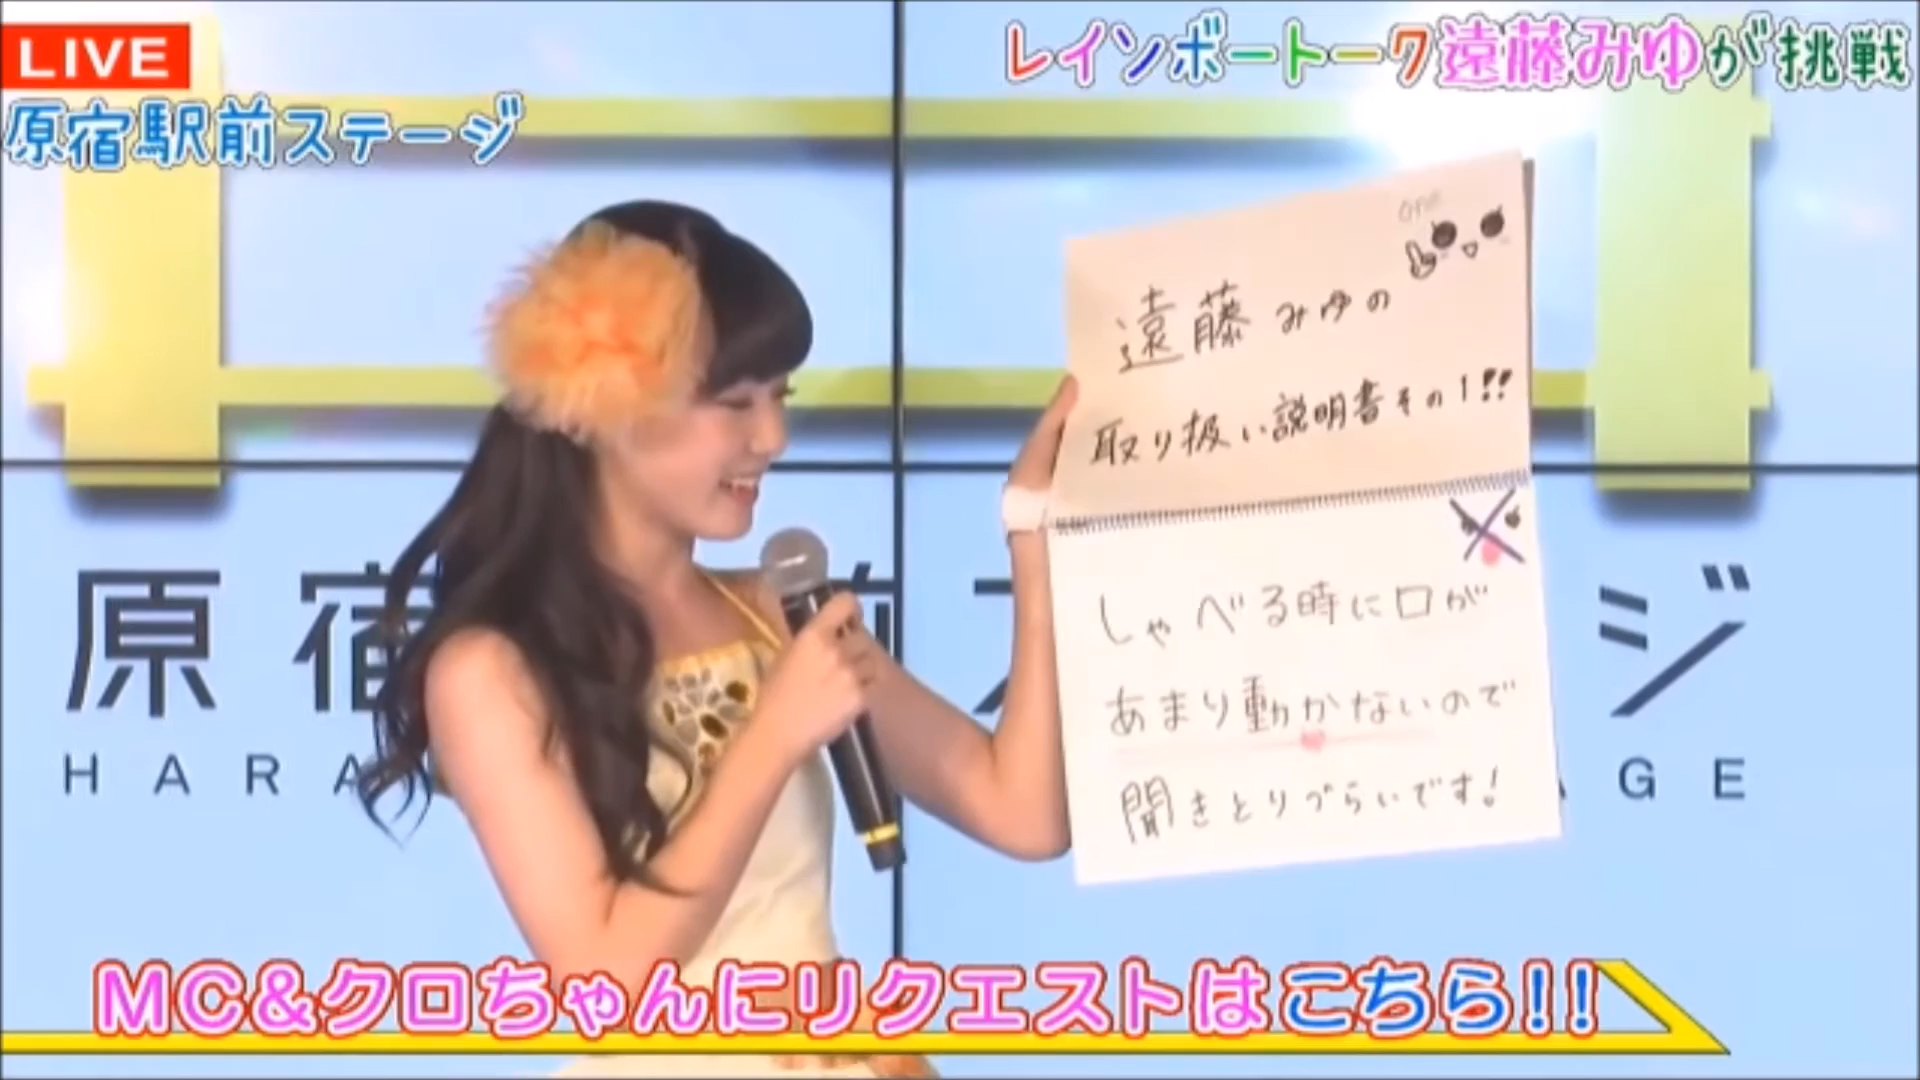 LIVE
レインボートーク遠藤みゆが挑戦
原宿駅前ステージ
遠藤みゆの
取り扱い説明書その1!!
しゃべる時に口が
あまり動かないので
聞きとりづらいです!
原宿 前 ジ
HARA AGE
MC&クロちゃんにリクエストはこちら!!